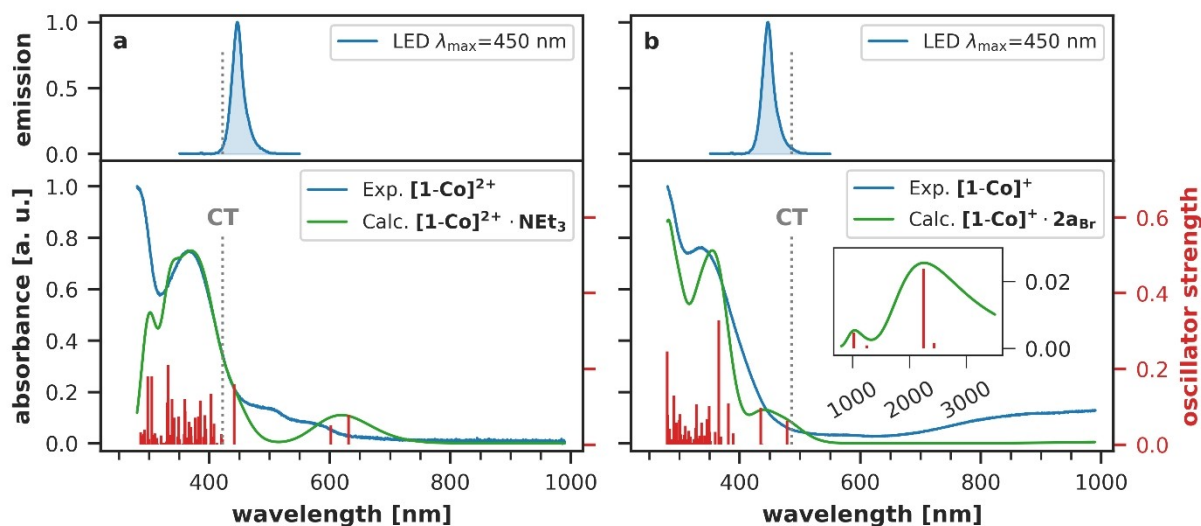 a
LED λmax=450 nm
1.0
0.5
0.0
emission
b
LED λmax=450 nm
Exp. [1-Co]²⁺
Calc. [1-Co]²⁺ · NEt₃
CT
1.0
0.8
0.6
0.4
0.2
0.0
absorbance [a. u.]
400
600
800
1000
wavelength [nm]
Exp. [1-Co]⁺
Calc. [1-Co]⁺ · 2a_Br
CT
0.02
0.00
1000
2000
3000
0.6
0.4
0.2
0.0
oscillator strength
400
600
800
1000
wavelength [nm]